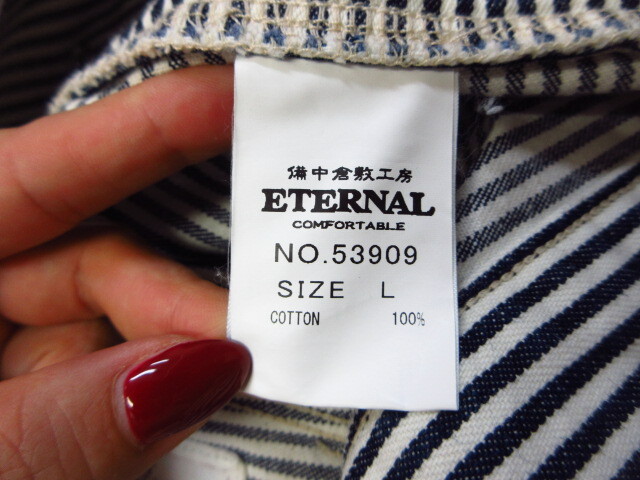 備中倉敷工房
ETERNAL
COMFORTABLE
NO.53909
SIZE L
COTTON 100%